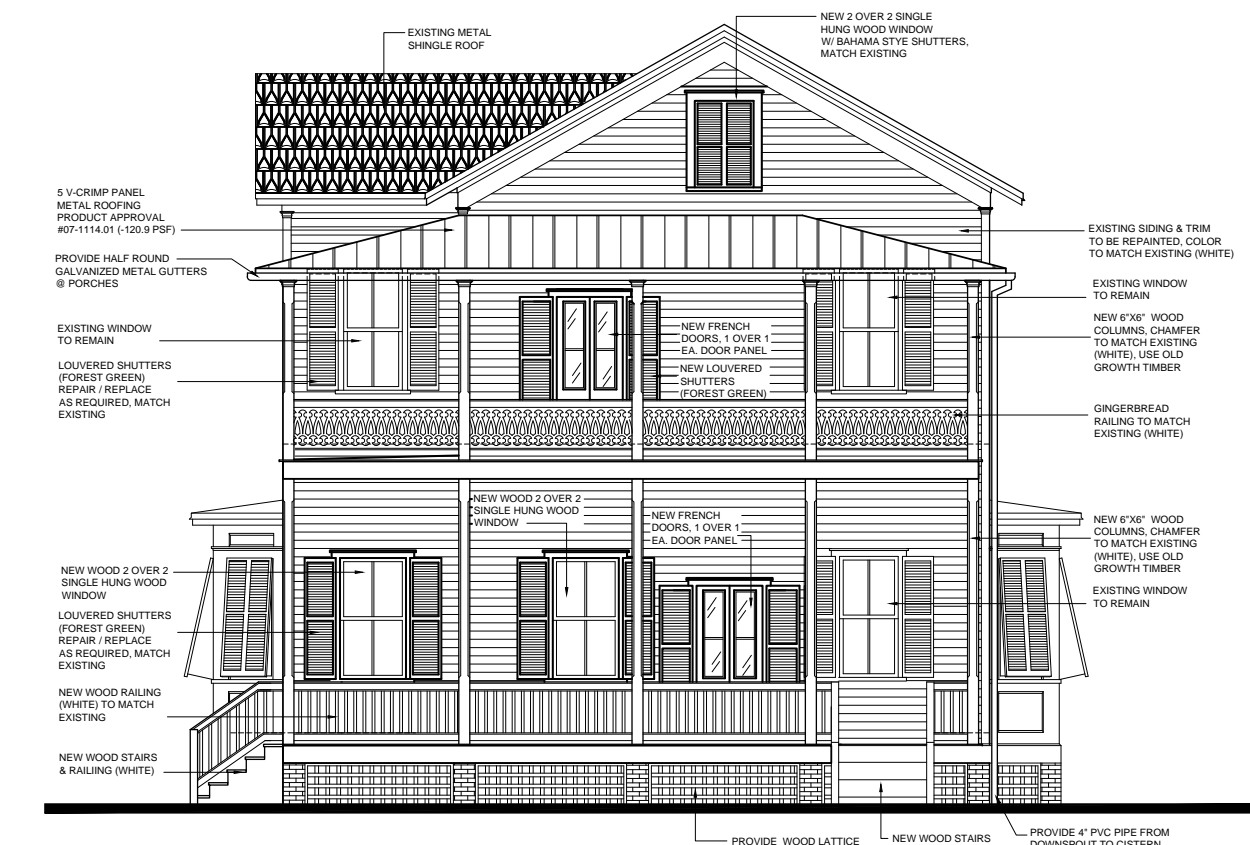 EXISTING METAL
SHINGLE ROOF
NEW 2 OVER 2 SINGLE
HUNG WOOD WINDOW
W/ BAHAMA STYE SHUTTERS,
MATCH EXISTING
5 V-CRIMP PANEL
METAL ROOFING
PRODUCT APPROVAL
#07-1114.01 (-120.9 PSF)
PROVIDE HALF ROUND
GALVANIZED METAL GUTTERS
@ PORCHES
EXISTING WINDOW
TO REMAIN
LOUVERED SHUTTERS
(FOREST GREEN)
REPAIR / REPLACE
AS REQUIRED, MATCH
EXISTING
NEW FRENCH
DOORS, 1 OVER 1
EA. DOOR PANEL
NEW LOUVERED
SHUTTERS
(FOREST GREEN)
EXISTING SIDING & TRIM
TO BE REPAINTED, COLOR
TO MATCH EXISTING (WHITE)
EXISTING WINDOW
TO REMAIN
NEW 6"X6" WOOD
COLUMNS, CHAMFER
TO MATCH EXISTING
(WHITE), USE OLD
GROWTH TIMBER
GINGERBREAD
RAILING TO MATCH
EXISTING (WHITE)
NEW WOOD 2 OVER 2
SINGLE HUNG WOOD
WINDOW
NEW FRENCH
DOORS, 1 OVER 1
EA. DOOR PANEL
NEW 6"X6" WOOD
COLUMNS, CHAMFER
TO MATCH EXISTING
(WHITE), USE OLD
GROWTH TIMBER
EXISTING WINDOW
TO REMAIN
NEW WOOD 2 OVER 2
SINGLE HUNG WOOD
WINDOW
LOUVERED SHUTTERS
(FOREST GREEN)
REPAIR / REPLACE
AS REQUIRED, MATCH
EXISTING
NEW WOOD RAILING
(WHITE) TO MATCH
EXISTING
NEW WOOD STAIRS
& RAILING (WHITE)
PROVIDE WOOD LATTICE
NEW WOOD STAIRS
PROVIDE 4" PVC PIPE FROM
DOWNSPOUT TO CISTERN